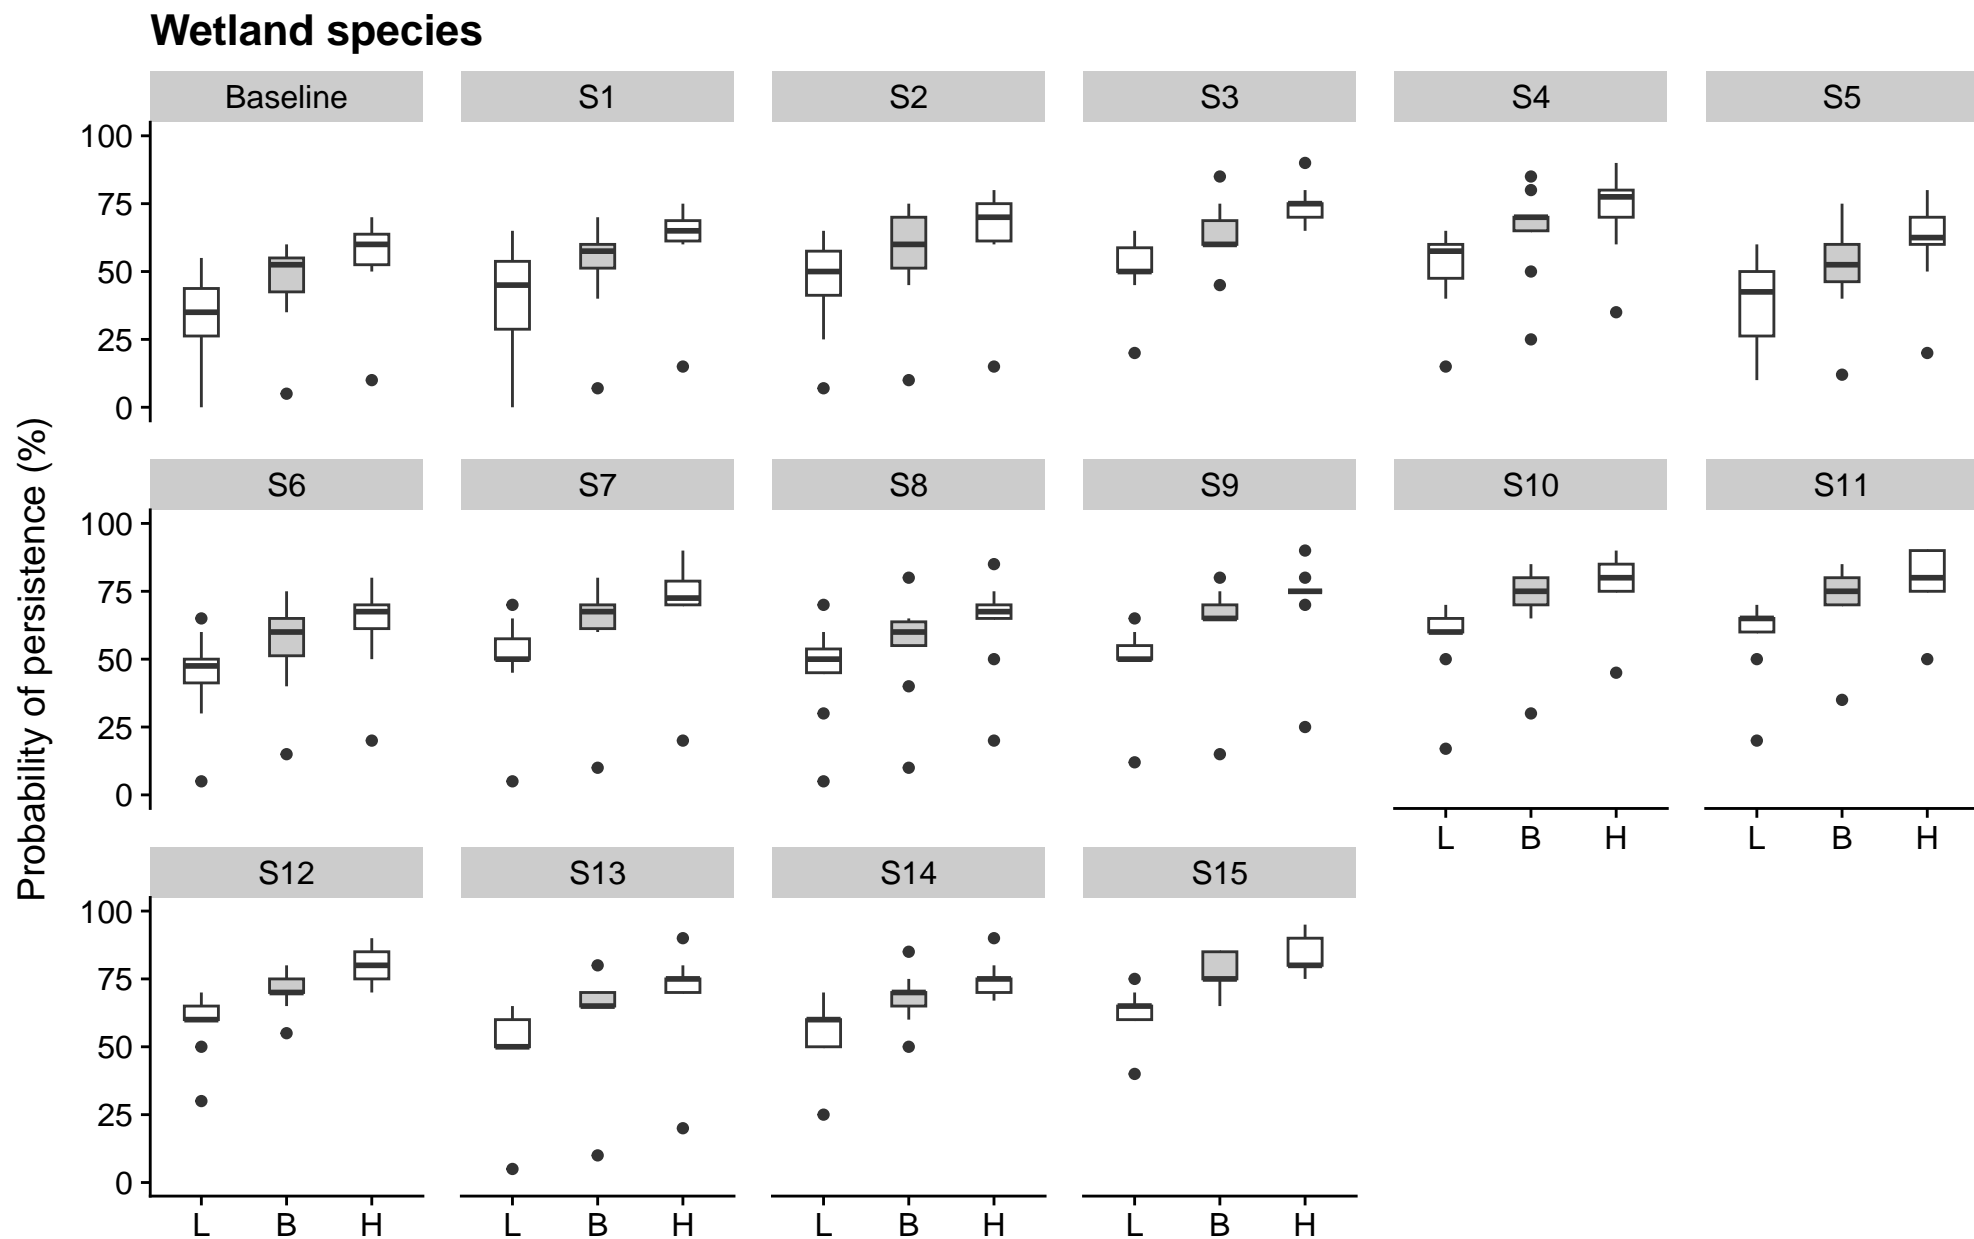 Wetland species
Baseline S1 S2 S3 S4 S5
100
75
50
25
0
Probability of persistence (%)
S6 S7 S8 S9 S10 S11
100
75
50
25
0
L B H L B H
S12 S13 S14 S15
100
75
50
25
0
L B H L B H L B H L B H